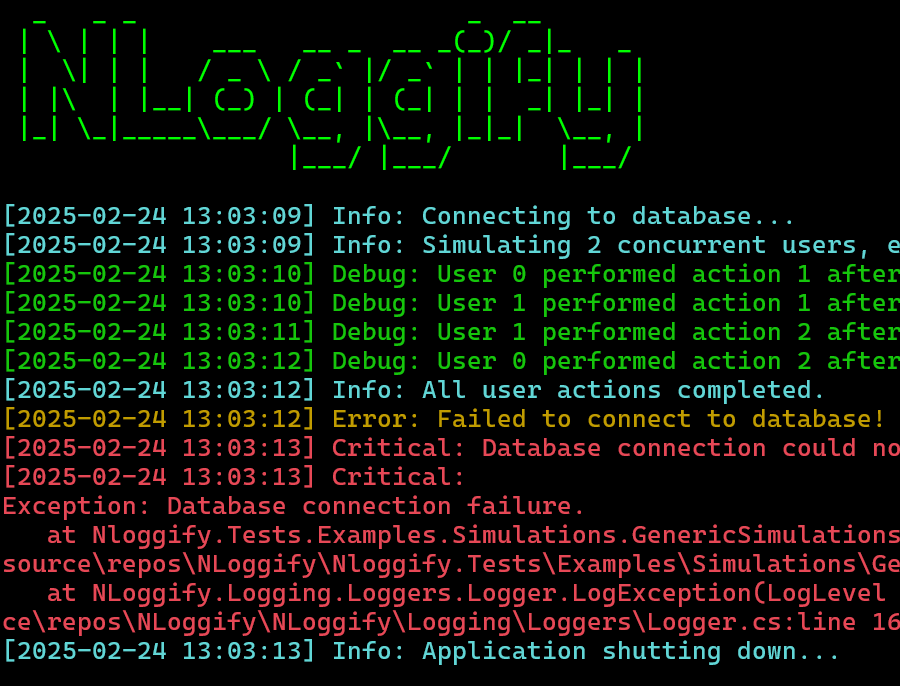 NLoggify
[2025-02-24 13:03:09] Info: Connecting to database...
[2025-02-24 13:03:09] Info: Simulating 2 concurrent users, e
[2025-02-24 13:03:10] Debug: User 0 performed action 1 after
[2025-02-24 13:03:10] Debug: User 1 performed action 1 after
[2025-02-24 13:03:11] Debug: User 1 performed action 2 after
[2025-02-24 13:03:12] Debug: User 0 performed action 2 after
[2025-02-24 13:03:12] Info: All user actions completed.
[2025-02-24 13:03:12] Error: Failed to connect to database!
[2025-02-24 13:03:13] Critical: Database connection could no
[2025-02-24 13:03:13] Critical:
Exception: Database connection failure.
   at Nloggify.Tests.Examples.Simulations.GenericSimulations
source\repos\NLoggify\Nloggify.Tests\Examples\Simulations\Ge
   at NLoggify.Logging.Loggers.Logger.LogException(LogLevel
ce\repos\NLoggify\NLoggify\Logging\Loggers\Logger.cs:line 16
[2025-02-24 13:03:13] Info: Application shutting down...